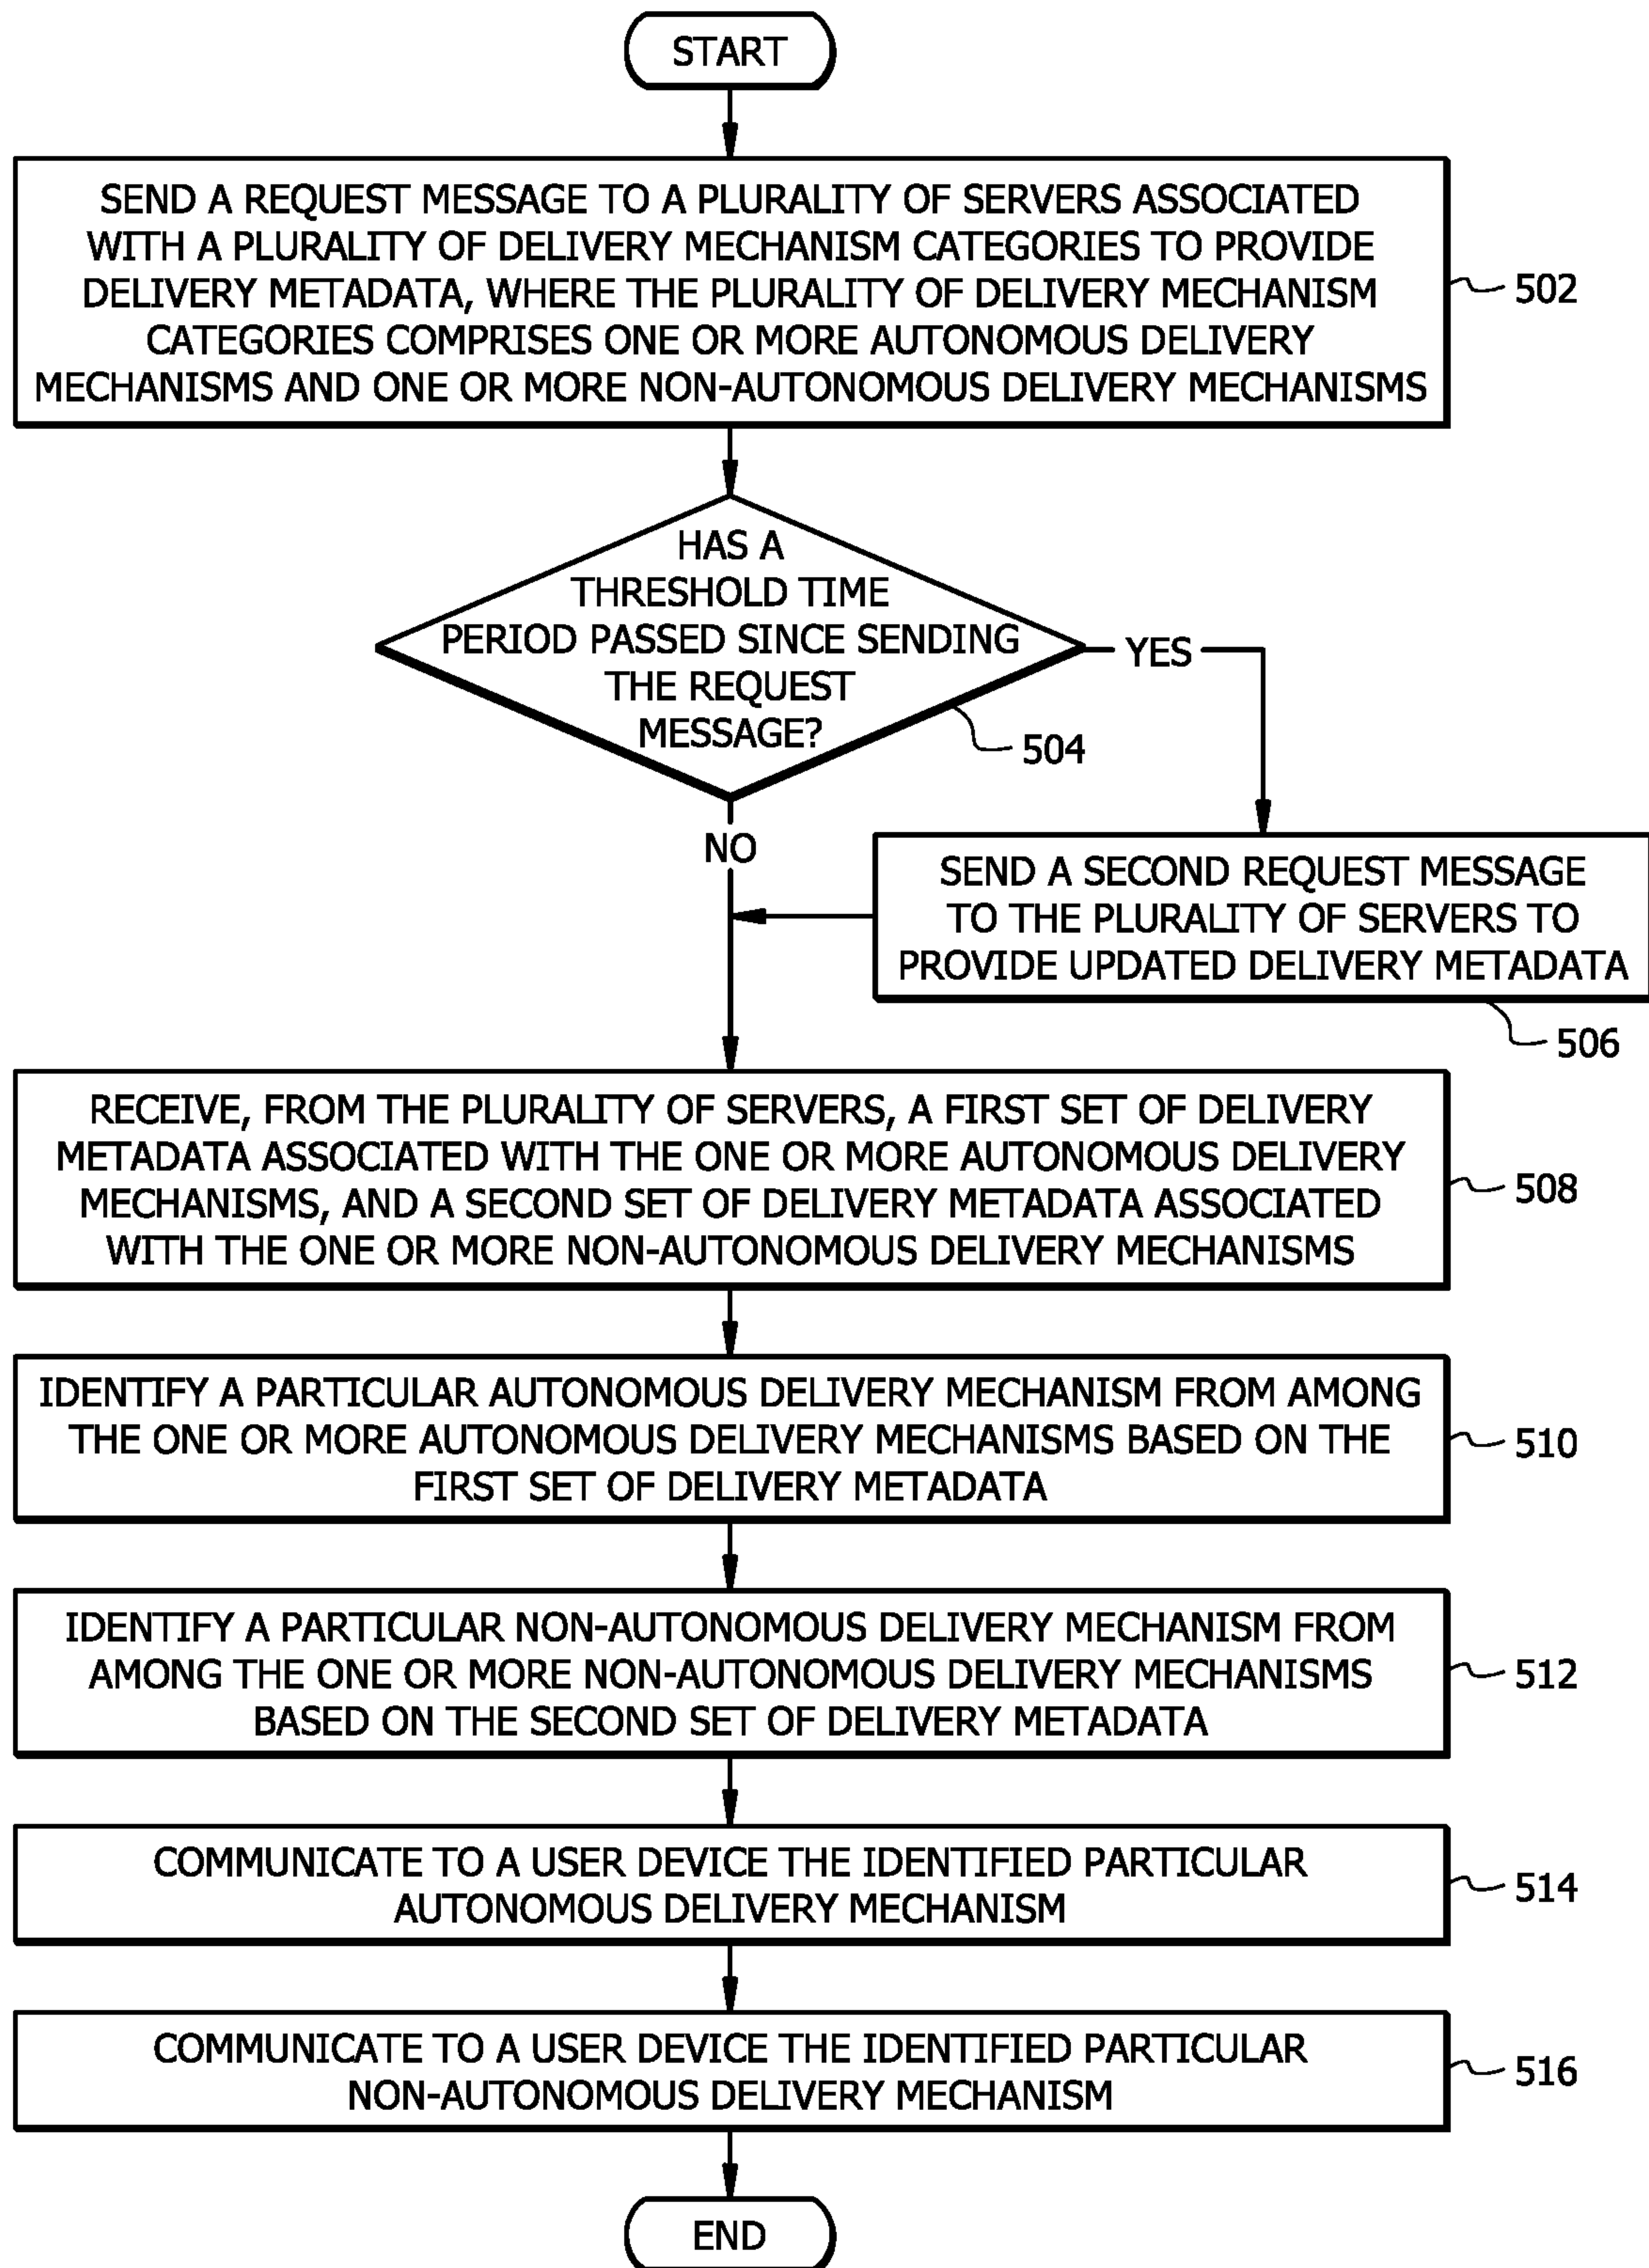 START
SEND A REQUEST MESSAGE TO A PLURALITY OF SERVERS ASSOCIATED
WITH A PLURALITY OF DELIVERY MECHANISM CATEGORIES TO PROVIDE
DELIVERY METADATA, WHERE THE PLURALITY OF DELIVERY MECHANISM
CATEGORIES COMPRISES ONE OR MORE AUTONOMOUS DELIVERY
MECHANISMS AND ONE OR MORE NON-AUTONOMOUS DELIVERY MECHANISMS
502
HAS A
THRESHOLD TIME
PERIOD PASSED SINCE SENDING
THE REQUEST
MESSAGE?
YES
504
NO
SEND A SECOND REQUEST MESSAGE
TO THE PLURALITY OF SERVERS TO
PROVIDE UPDATED DELIVERY METADATA
506
RECEIVE, FROM THE PLURALITY OF SERVERS, A FIRST SET OF DELIVERY
METADATA ASSOCIATED WITH THE ONE OR MORE AUTONOMOUS DELIVERY
MECHANISMS, AND A SECOND SET OF DELIVERY METADATA ASSOCIATED
WITH THE ONE OR MORE NON-AUTONOMOUS DELIVERY MECHANISMS
508
IDENTIFY A PARTICULAR AUTONOMOUS DELIVERY MECHANISM FROM AMONG
THE ONE OR MORE AUTONOMOUS DELIVERY MECHANISMS BASED ON THE
FIRST SET OF DELIVERY METADATA
510
IDENTIFY A PARTICULAR NON-AUTONOMOUS DELIVERY MECHANISM FROM
AMONG THE ONE OR MORE NON-AUTONOMOUS DELIVERY MECHANISMS
BASED ON THE SECOND SET OF DELIVERY METADATA
512
COMMUNICATE TO A USER DEVICE THE IDENTIFIED PARTICULAR
AUTONOMOUS DELIVERY MECHANISM
514
COMMUNICATE TO A USER DEVICE THE IDENTIFIED PARTICULAR
NON-AUTONOMOUS DELIVERY MECHANISM
516
END